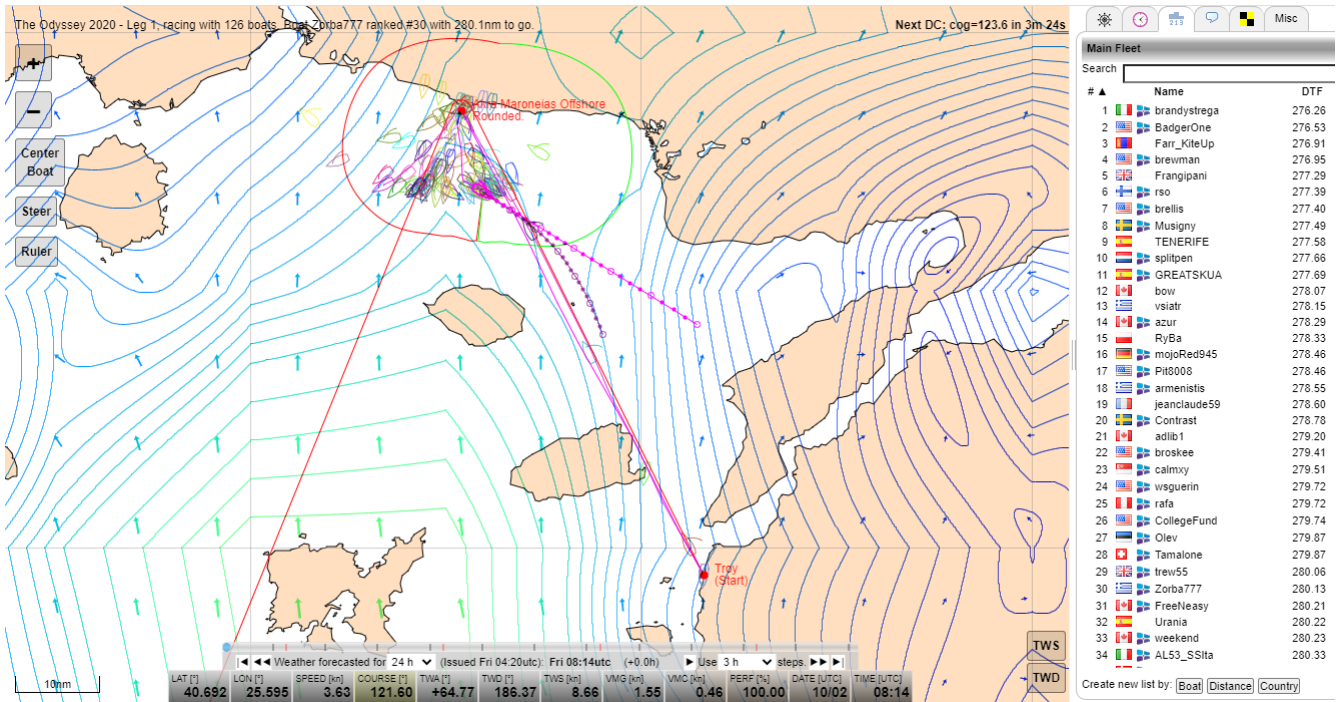 The Odyssey 2020 - Leg 1, racing with 126 boats. Boat Zorba777 ranked #30 with 280.1nm to go.
Next DC: cog=123.6 in 3m 24s
+
−
Center
Boat
Steer
Ruler
Maroneias Offshore
Rounded.
Troy
(Start)
10nm
TWS
TWD
Weather forecasted for 24 h (Issued Fri 04:20utc): Fri 08:14utc (+0.0h) Use 3 h steps.
LAT [°] LON [°] SPEED [kn] COURSE [°] TWA [°] TWD [°] TWS [kn] VMG [kn] VMC [kn] PERF [%] DATE [UTC] TIME [UTC]
40.692 25.595 3.63 121.60 +64.77 186.37 8.66 1.55 0.46 100.00 10/02 08:14
213
Misc
Main Fleet
Search
# ▲ Name DTF
1 brandystrega 276.26
2 BadgerOne 276.53
3 Farr_KiteUp 276.91
4 brewman 276.95
5 Frangipani 277.29
6 rso 277.39
7 brellis 277.40
8 Musigny 277.49
9 TENERIFE 277.58
10 splitpen 277.66
11 GREATSKUA 277.69
12 bow 278.07
13 vsiatr 278.15
14 azur 278.29
15 RyBa 278.33
16 mojoRed945 278.46
17 Pit8008 278.46
18 armenistis 278.55
19 jeanclaude59 278.60
20 Contrast 278.78
21 adlib1 279.20
22 broskee 279.41
23 calmxy 279.51
24 wsguerin 279.72
25 rafa 279.72
26 CollegeFund 279.74
27 Olev 279.87
28 Tamalone 279.87
29 trew55 280.06
30 Zorba777 280.13
31 FreeNeasy 280.21
32 Urania 280.22
33 weekend 280.23
34 AL53_SSIta 280.33
Create new list by: Boat Distance Country